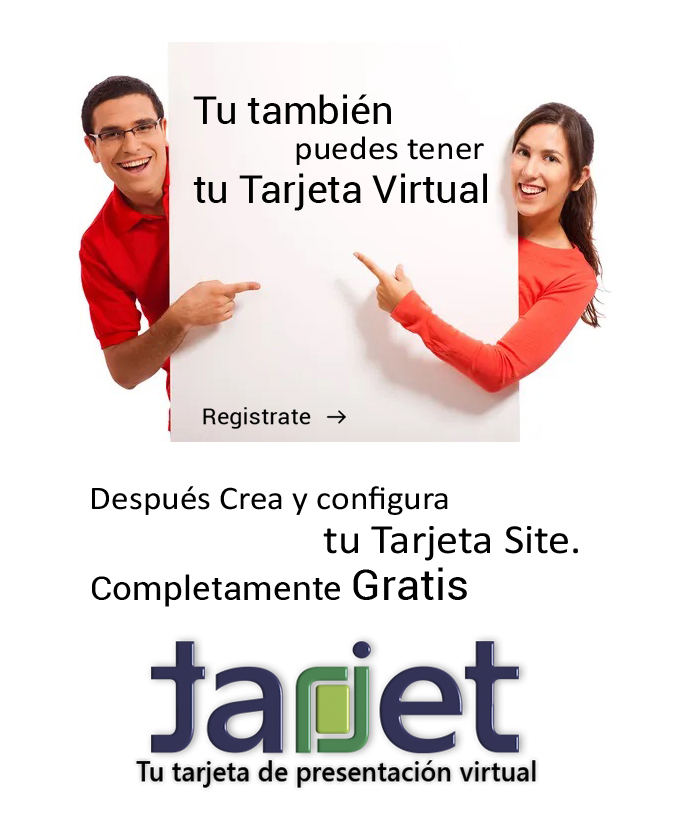 Tu también
puedes tener
tu Tarjeta Virtual
Registrate →
Después Crea y configura
tu Tarjeta Site.
Completamente Gratis
tarjet
Tu tarjeta de presentación virtual